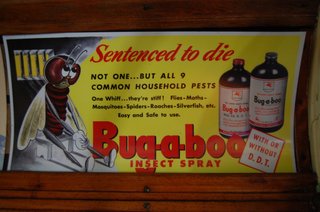 Sentenced to die
NOT ONE...BUT ALL 9
COMMON HOUSEHOLD PESTS
One Whiff...they're stiff! Flies-Moths-
Mosquitoes-Spiders-Roaches-Silverfish, etc.
Easy and Safe to use.
Bug-a-boo
INSECT SPRAY
Bug-a-boo
Bug-a-boo
WITH OR
WITHOUT
D.D.T.